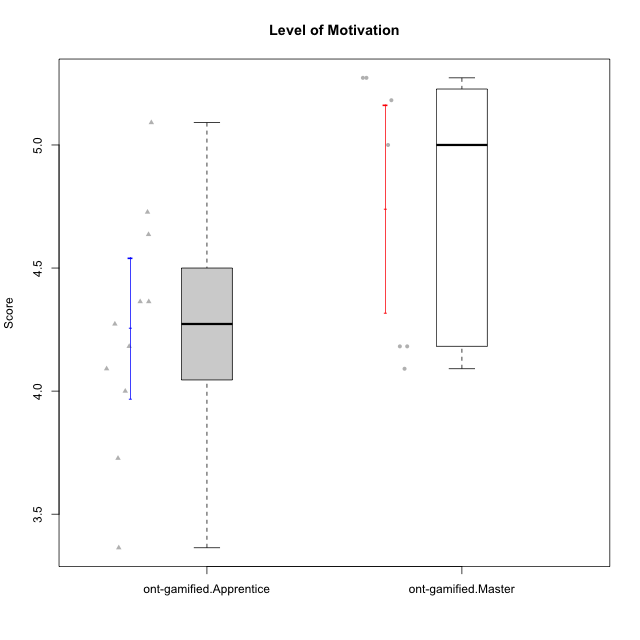 Level of Motivation
Score
5.0
4.5
4.0
3.5
ont-gamified.Apprentice
ont-gamified.Master